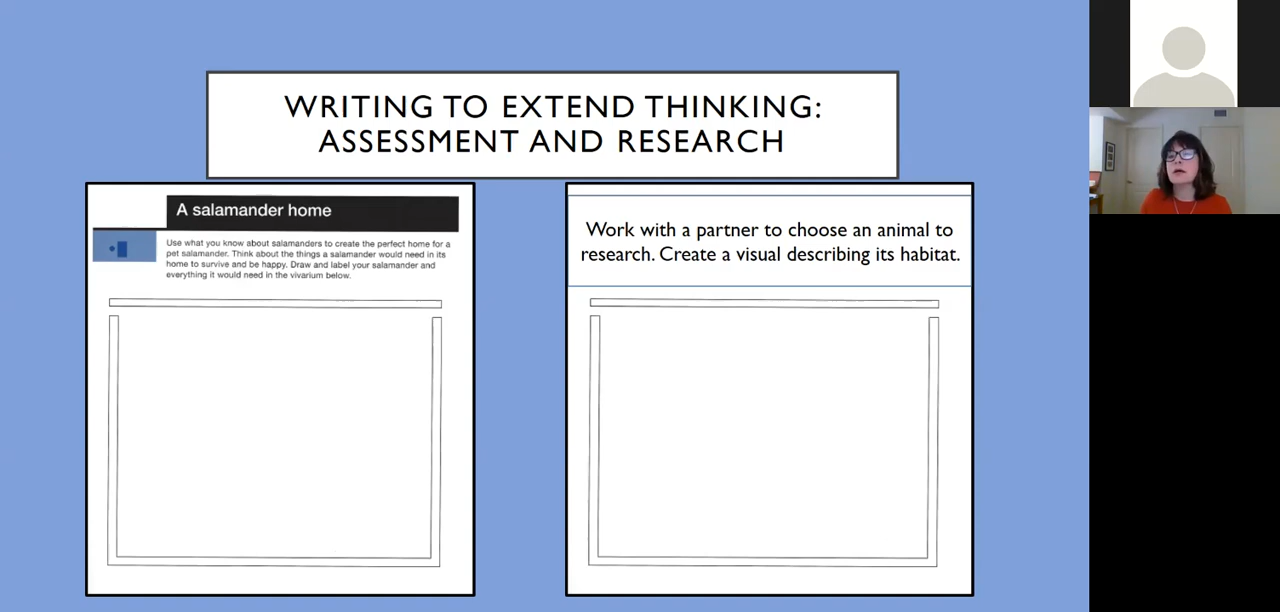 WRITING TO EXTEND THINKING:
ASSESSMENT AND RESEARCH
A salamander home
Use what you know about salamanders to create the perfect home for a
pet salamander. Think about the things a salamander would need in its
home to survive and be happy. Draw and label your salamander and
everything it would need in the vivarium below.
Work with a partner to choose an animal to
research. Create a visual describing its habitat.